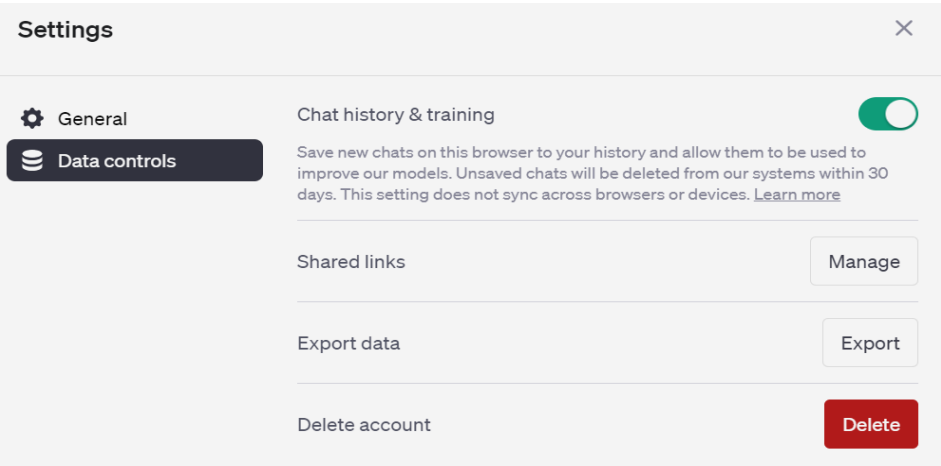 Settings
General
Data controls
Chat history & training
Save new chats on this browser to your history and allow them to be used to
improve our models. Unsaved chats will be deleted from our systems within 30
days. This setting does not sync across browsers or devices. Learn more
Shared links
Manage
Export data
Export
Delete account
Delete